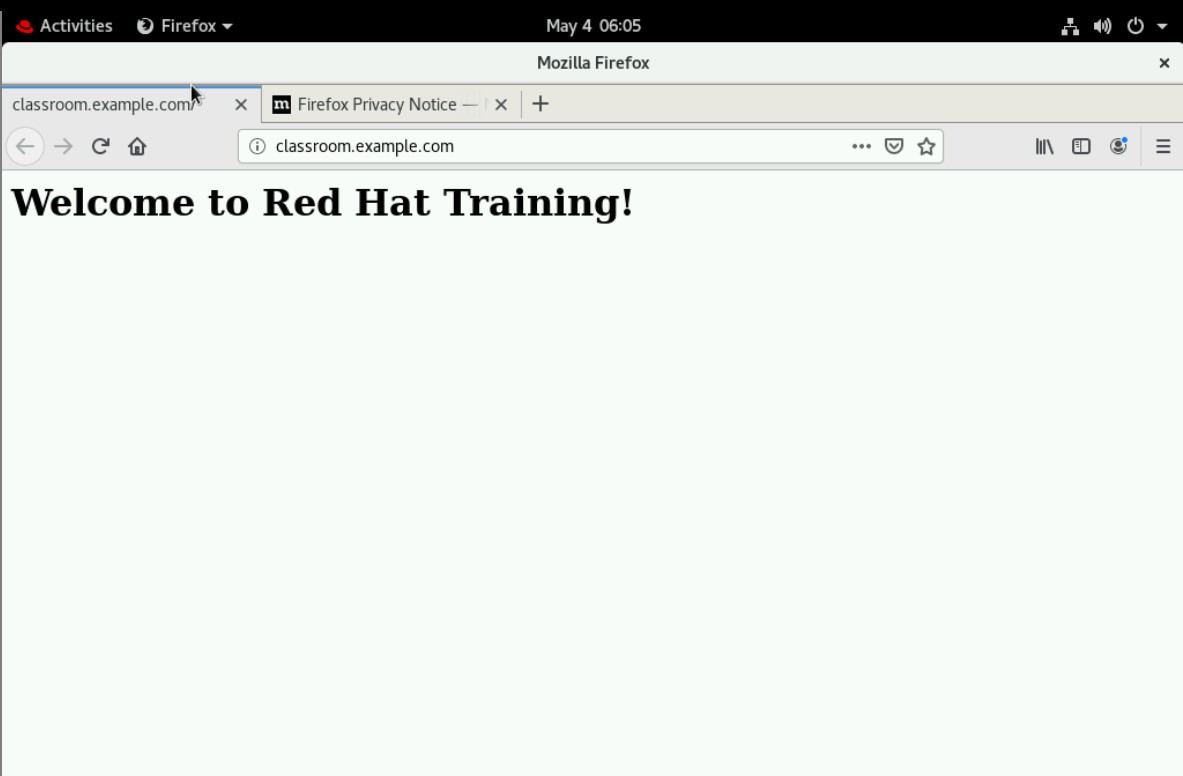 Activities Firefox May 4 06:05
Mozilla Firefox
classroom.example.com/ m Firefox Privacy Notice —
classroom.example.com
Welcome to Red Hat Training!